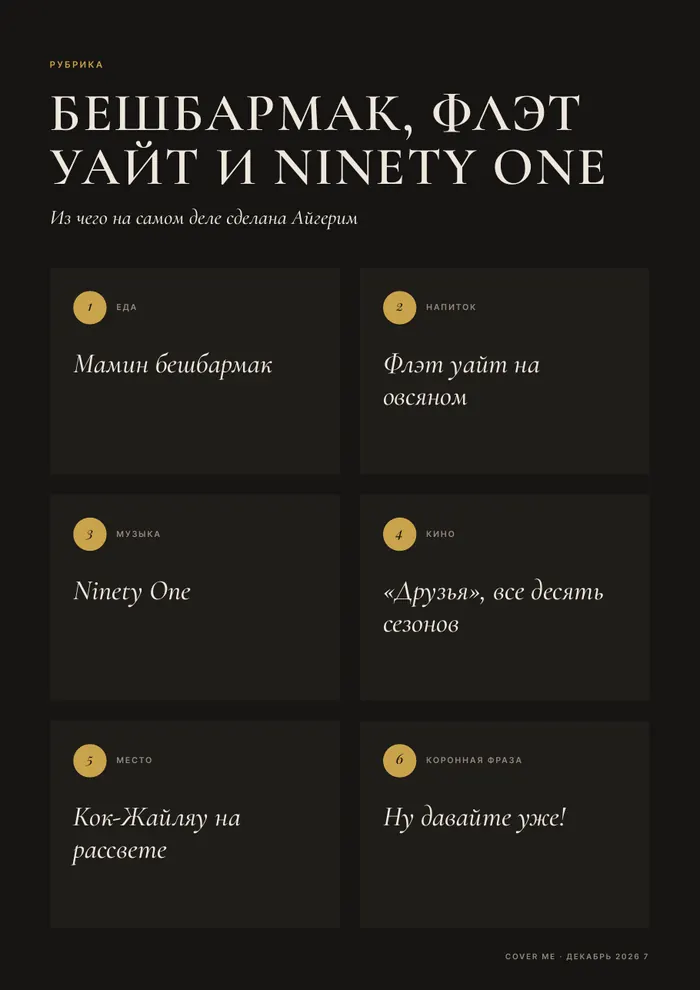 РУБРИКА
БЕШБАРМАК, ФЛЭТ
УАЙТ И NINETY ONE
Из чего на самом деле сделана Айгерим
1 ЕДА
Мамин бешбармак
2 НАПИТОК
Флэт уайт на
овсяном
3 МУЗЫКА
Ninety One
4 КИНО
«Друзья», все десять
сезонов
5 МЕСТО
Кок-Жайляу на
рассвете
6 КОРОННАЯ ФРАЗА
Ну давайте уже!
COVER ME · ДЕКАБРЬ 2026 7